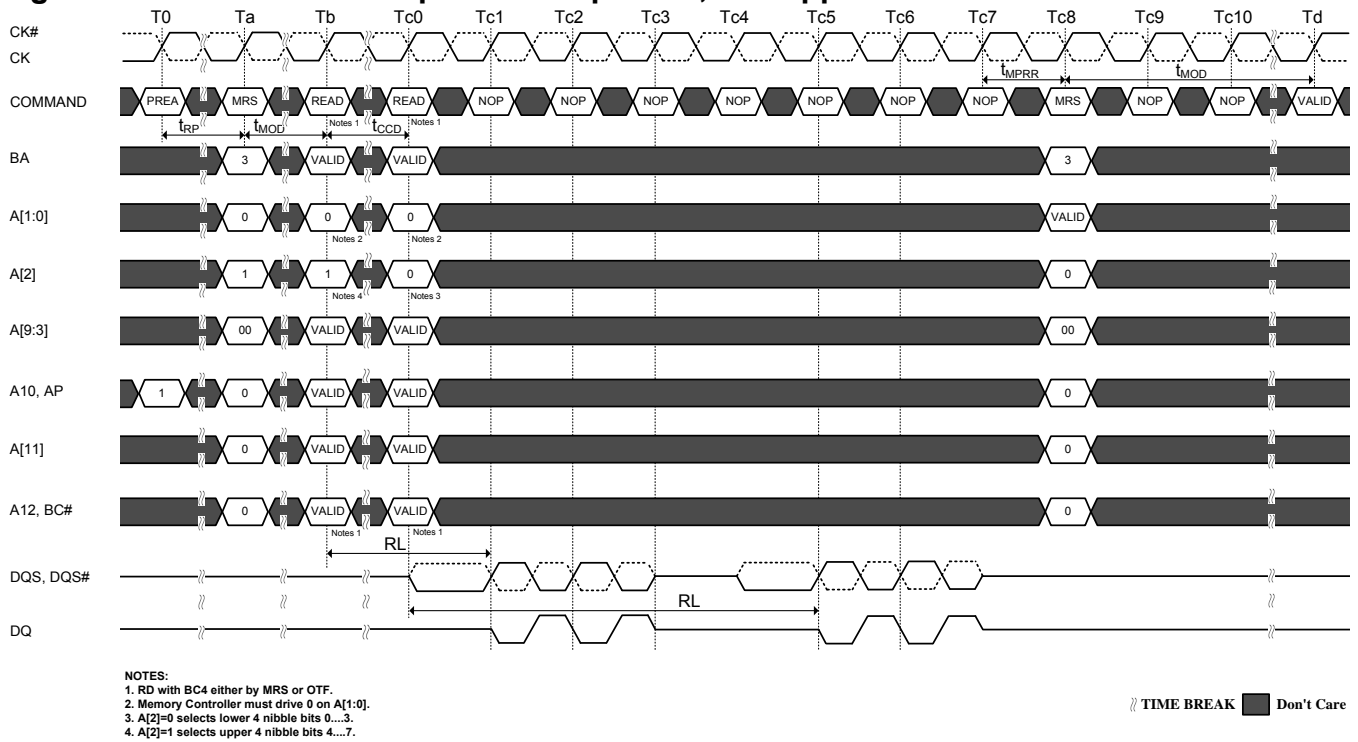 T0 Ta Tb Tc0 Tc1 Tc2 Tc3 Tc4 Tc5 Tc6 Tc7 Tc8 Tc9 Tc10 Td
CK#
CK
tMPRR tMOD
COMMAND PREA MRS READ READ NOP NOP NOP NOP NOP NOP NOP MRS NOP NOP VALID
Notes 1 Notes 1
tRP tMOD tCCD
BA 3 VALID VALID 3
A[1:0] 0 0 0 VALID
Notes 2 Notes 2
A[2] 1 1 0 0
Notes 4 Notes 3
A[9:3] 00 VALID VALID 00
A10, AP 1 0 VALID VALID 0
A[11] 0 VALID VALID 0
A12, BC# 0 VALID VALID 0
Notes 1 Notes 1
RL
DQS, DQS#
RL
DQ
NOTES:
1. RD with BC4 either by MRS or OTF.
2. Memory Controller must drive 0 on A[1:0].
3. A[2]=0 selects lower 4 nibble bits 0....3.
4. A[2]=1 selects upper 4 nibble bits 4....7.
TIME BREAK Don't Care